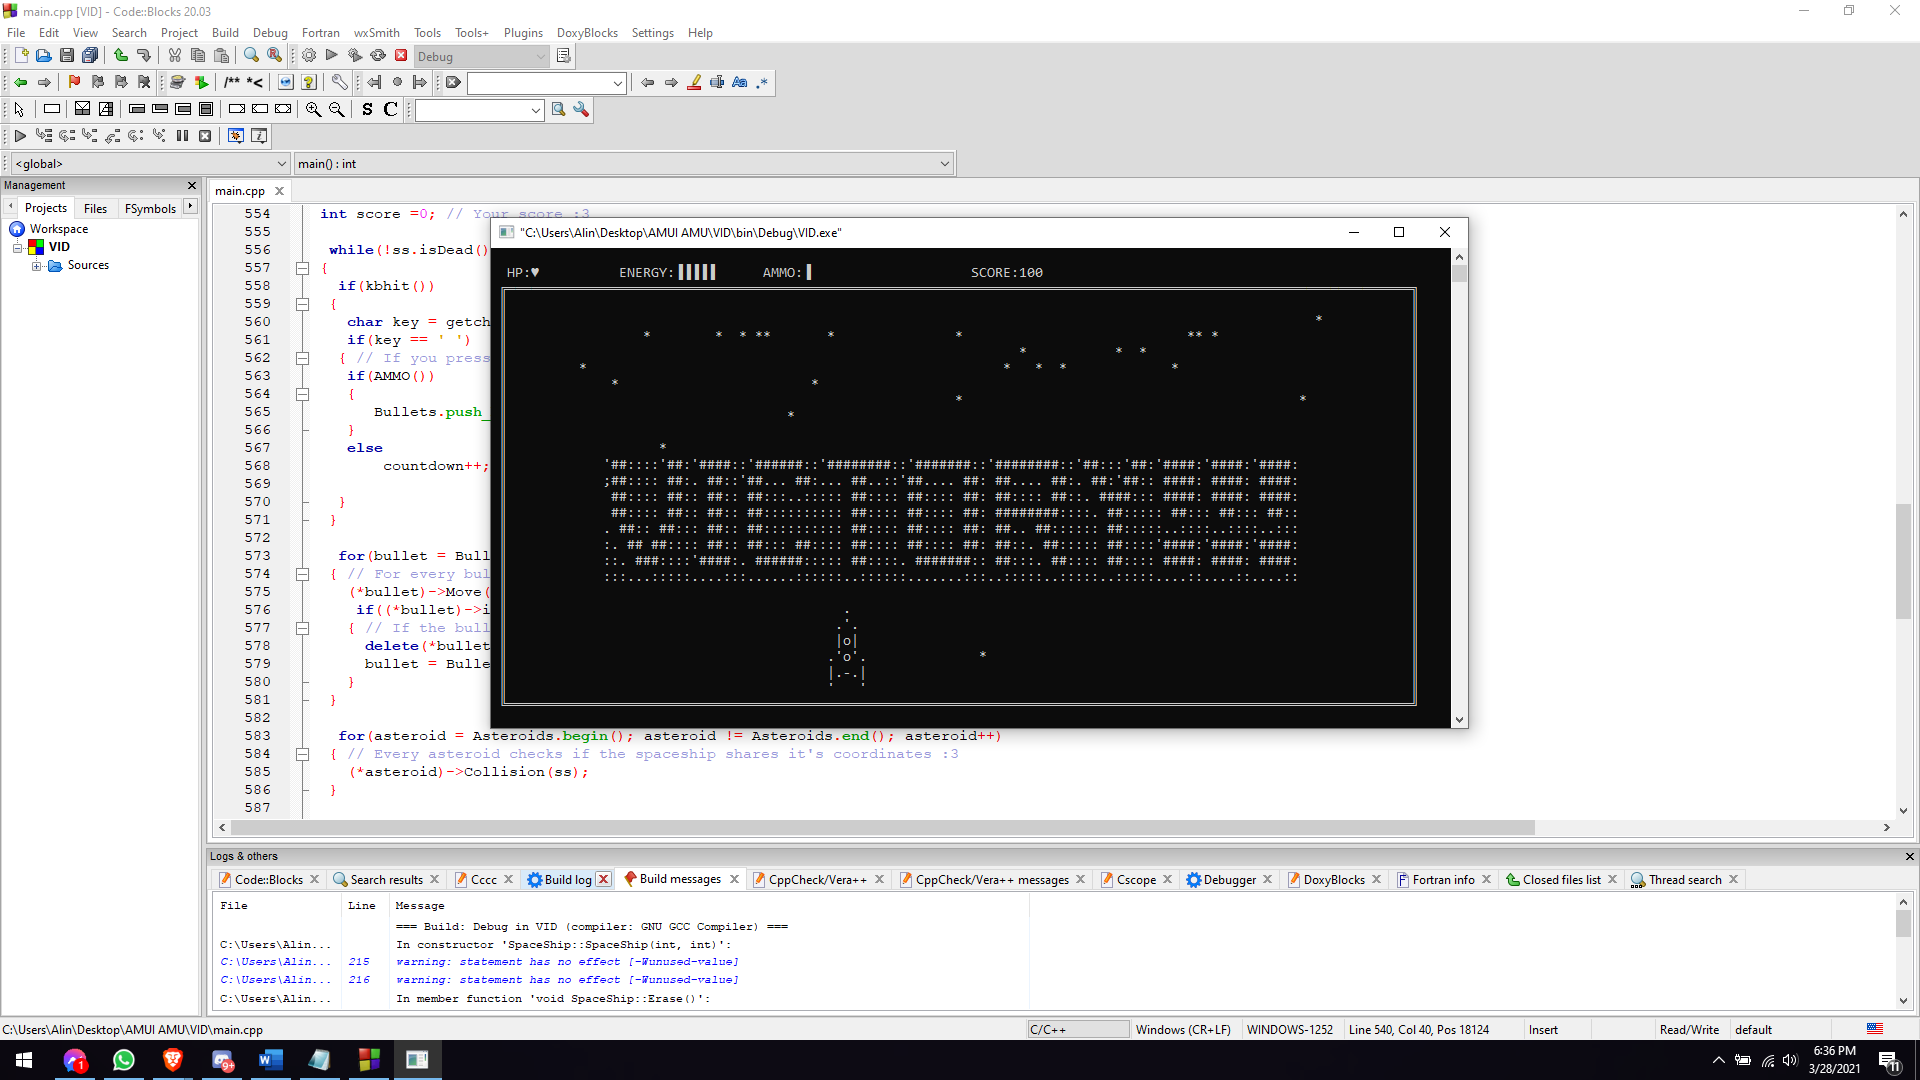 main.cpp [VID] - Code::Blocks 20.03
File Edit View Search Project Build Debug Fortran wxSmith Tools Tools+ Plugins DoxyBlocks Settings Help
Debug
/** *<
S C
<global> main() : int
Management
Projects Files FSymbols
Workspace
VID
Sources
main.cpp
554 int score =0; // Your score :3
555
556 while(!ss.isDead()
557 {
558 if(kbhit())
559 {
560 char key = getch
561 if(key == ' ')
562 { // If you press
563 if(AMMO())
564 {
565 Bullets.push_
566 }
567 else
568 countdown++;
569
570 }
571 }
572
573 for(bullet = Bull
574 { // For every bul
575 (*bullet)->Move(
576 if((*bullet)->i
577 { // If the bull
578 delete(*bullet
579 bullet = Bulle
580 }
581 }
582
583 for(asteroid = Asteroids.begin(); asteroid != Asteroids.end(); asteroid++)
584 { // Every asteroid checks if the spaceship shares it's coordinates :3
585 (*asteroid)->Collision(ss);
586 }
587
"C:\Users\Alin\Desktop\AMUI AMU\VID\bin\Debug\VID.exe"
HP:♥ ENERGY: AMMO: SCORE:100
VICTORY!!!
Logs & others
Code::Blocks Search results Cccc Build log Build messages CppCheck/Vera++ CppCheck/Vera++ messages Cscope Debugger DoxyBlocks Fortran info Closed files list Thread search
File Line Message
=== Build: Debug in VID (compiler: GNU GCC Compiler) ===
C:\Users\Alin... In constructor 'SpaceShip::SpaceShip(int, int)':
C:\Users\Alin... 215 warning: statement has no effect [-Wunused-value]
C:\Users\Alin... 216 warning: statement has no effect [-Wunused-value]
C:\Users\Alin... In member function 'void SpaceShip::Erase()':
C:\Users\Alin\Desktop\AMUI AMU\VID\main.cpp C/C++ Windows (CR+LF) WINDOWS-1252 Line 540, Col 40, Pos 18124 Insert Read/Write default
1 9+ 6:36 PM
3/28/2021 11